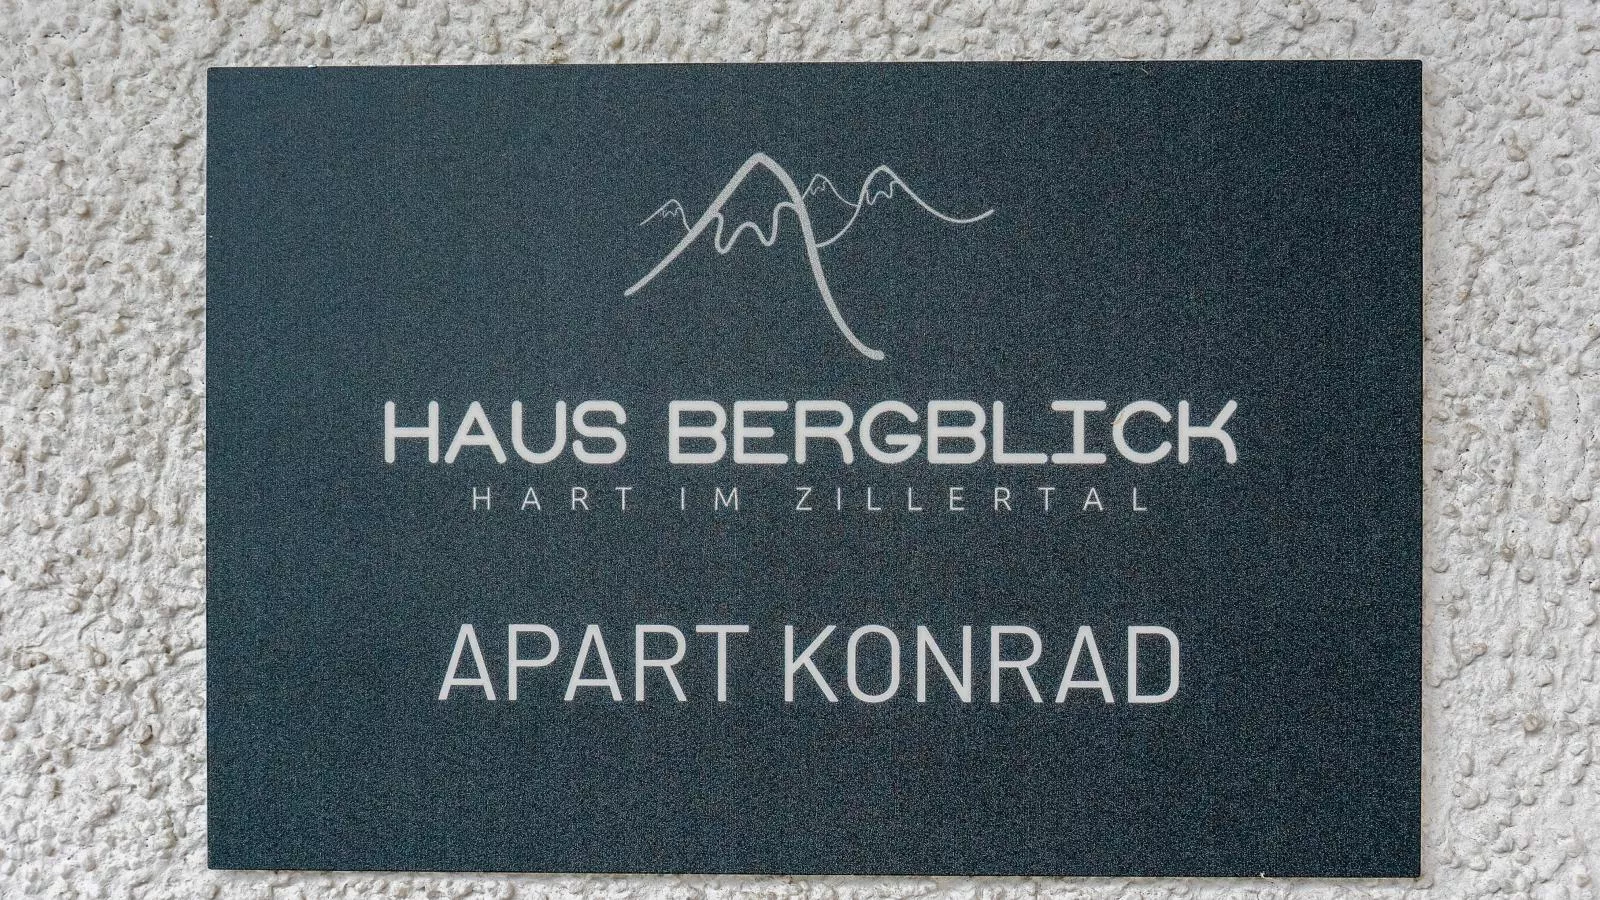 HAUS BERGBLICK
HART IM ZILLERTAL
APART KONRAD